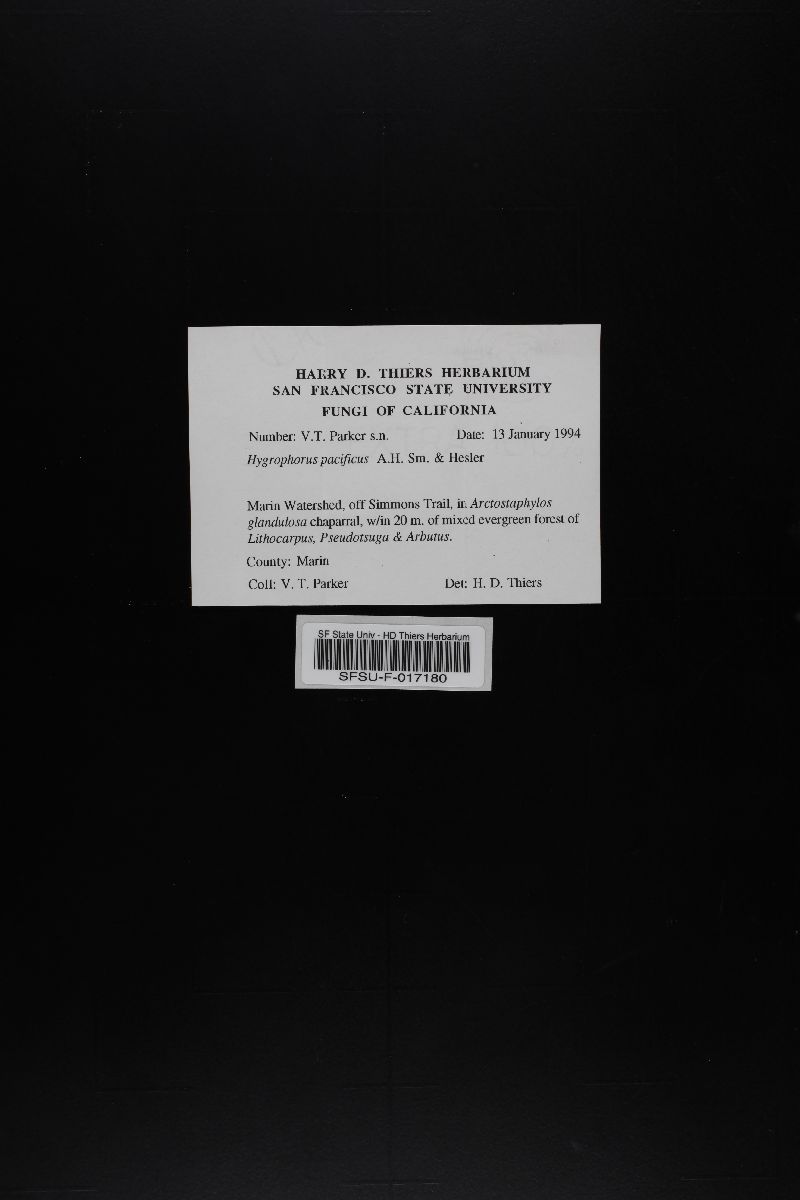 HARRY D. THIERS HERBARIUM
SAN FRANCISCO STATE UNIVERSITY
FUNGI OF CALIFORNIA
Number: V.T. Parker s.n. Date: 13 January 1994
Hygrophorus pacificus A.H. Sm. & Hesler
Marin Watershed, off Simmons Trail, in Arctostaphylos
glandulosa chaparral, w/in 20 m. of mixed evergreen forest of
Lithocarpus, Pseudotsuga & Arbutus.
County: Marin
Coll: V. T. Parker Det: H. D. Thiers
SF State Univ - HD Thiers Herbarium
SFSU-F-017180